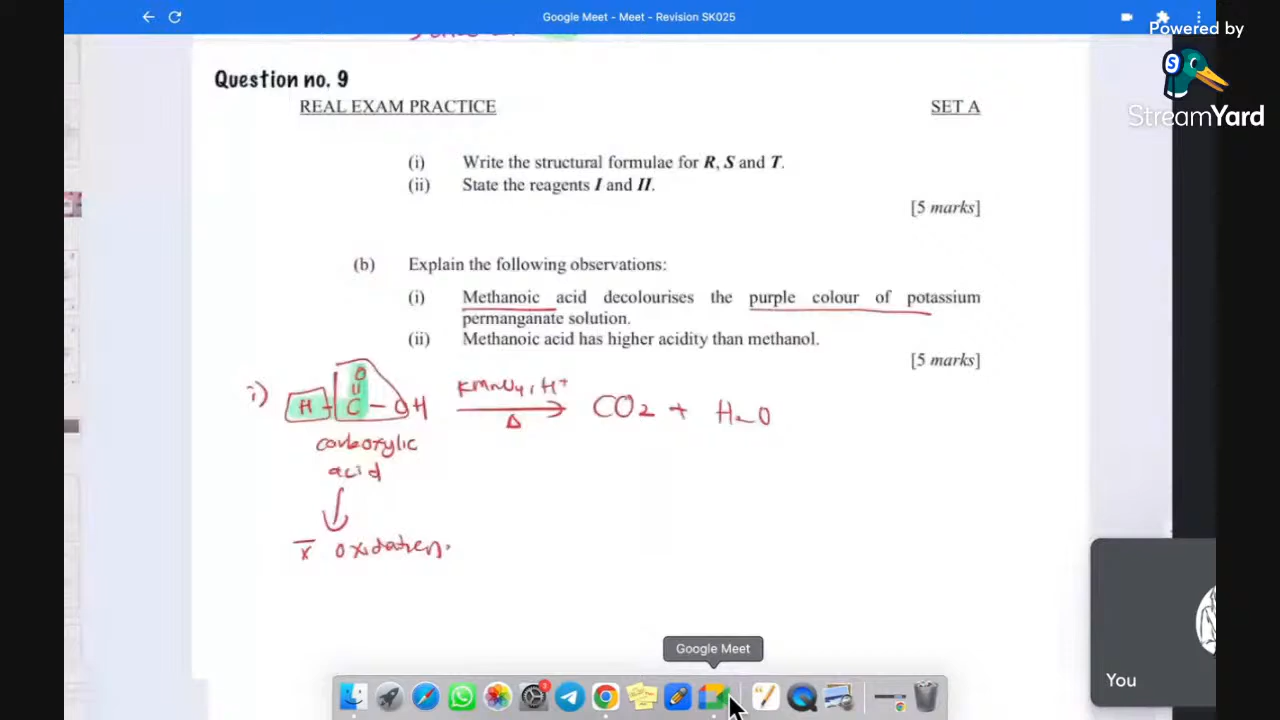 Google Meet - Meet - Revision SK025
Powered by
StreamYard
Question no. 9
REAL EXAM PRACTICE SET A
(i) Write the structural formulae for R, S and T.
(ii) State the reagents I and II.
[5 marks]
(b) Explain the following observations:
(i) Methanoic acid decolourises the purple colour of potassium
permanganate solution.
(ii) Methanoic acid has higher acidity than methanol.
[5 marks]
i) H - C - OH KMnO4, H+ CO2 + H2O
O
Δ
carboxylic
acid
x oxidation.
Google Meet
You